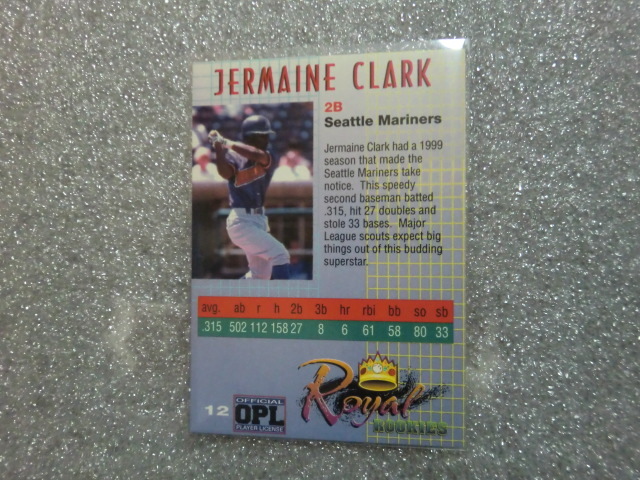 JERMAINE CLARK
2B
Seattle Mariners
Jermaine Clark had a 1999
season that made the
Seattle Mariners take
notice. This speedy
second baseman batted
.315, hit 27 doubles and
stole 33 bases. Major
League scouts expect big
things out of this budding
superstar.
avg. ab r h 2b 3b hr rbi bb so sb
.315 502 112 158 27 8 6 61 58 80 33
12
OFFICIAL
OPL
PLAYER LICENSE
Royal
ROOKIES